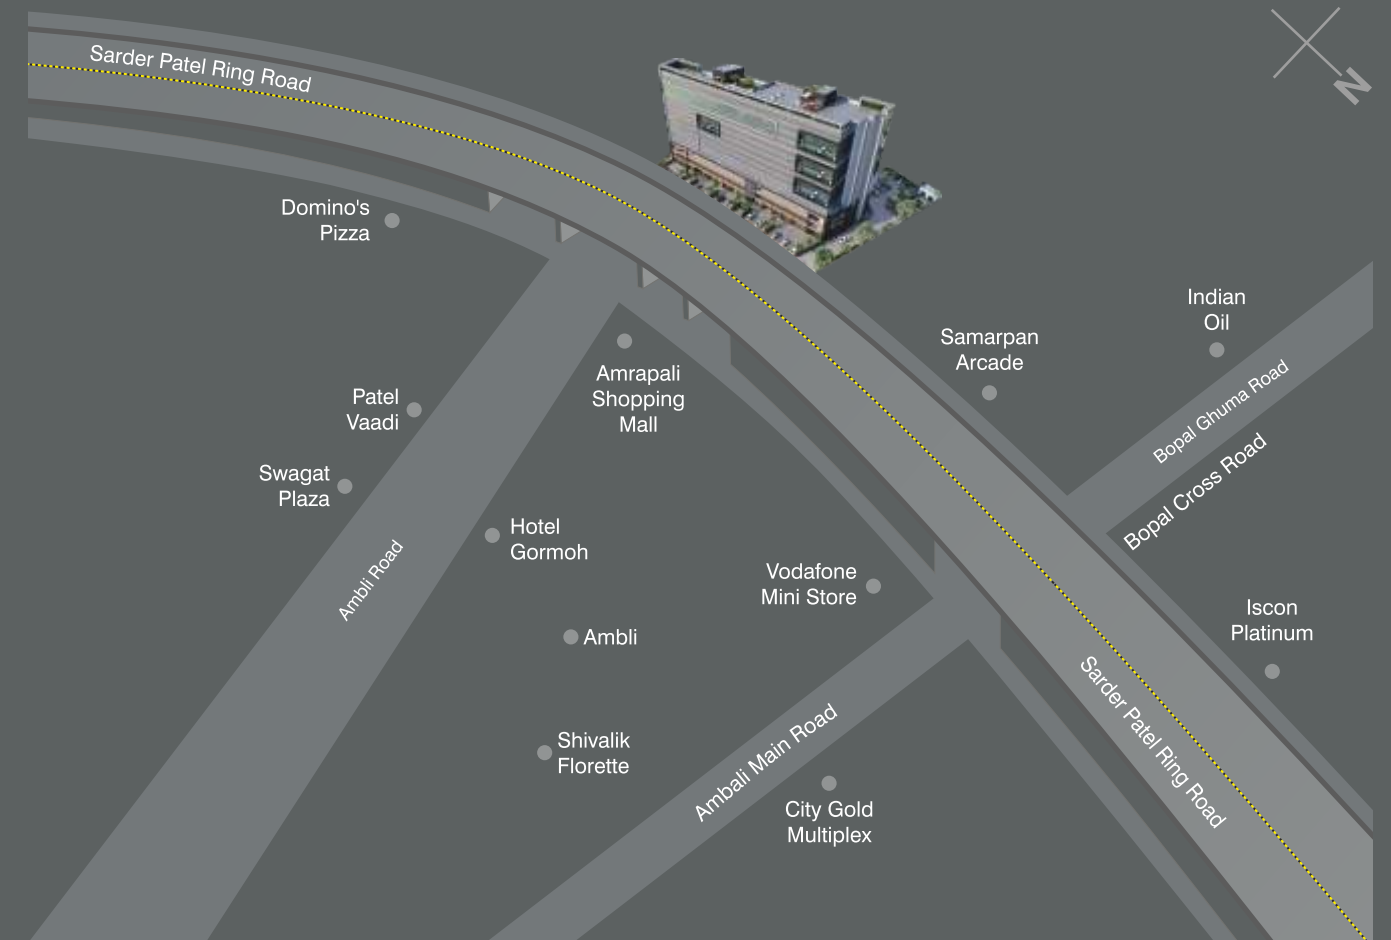 Sarder Patel Ring Road
N
Domino's
Pizza
Indian
Oil
Samarpan
Arcade
Amrapali
Shopping
Mall
Patel
Vaadi
Bopal Ghuma Road
Bopal Cross Road
Swagat
Plaza
Hotel
Gormoh
Ambli Road
Vodafone
Mini Store
Iscon
Platinum
Ambli
Sarder Patel Ring Road
Shivalik
Florette
Ambali Main Road
City Gold
Multiplex